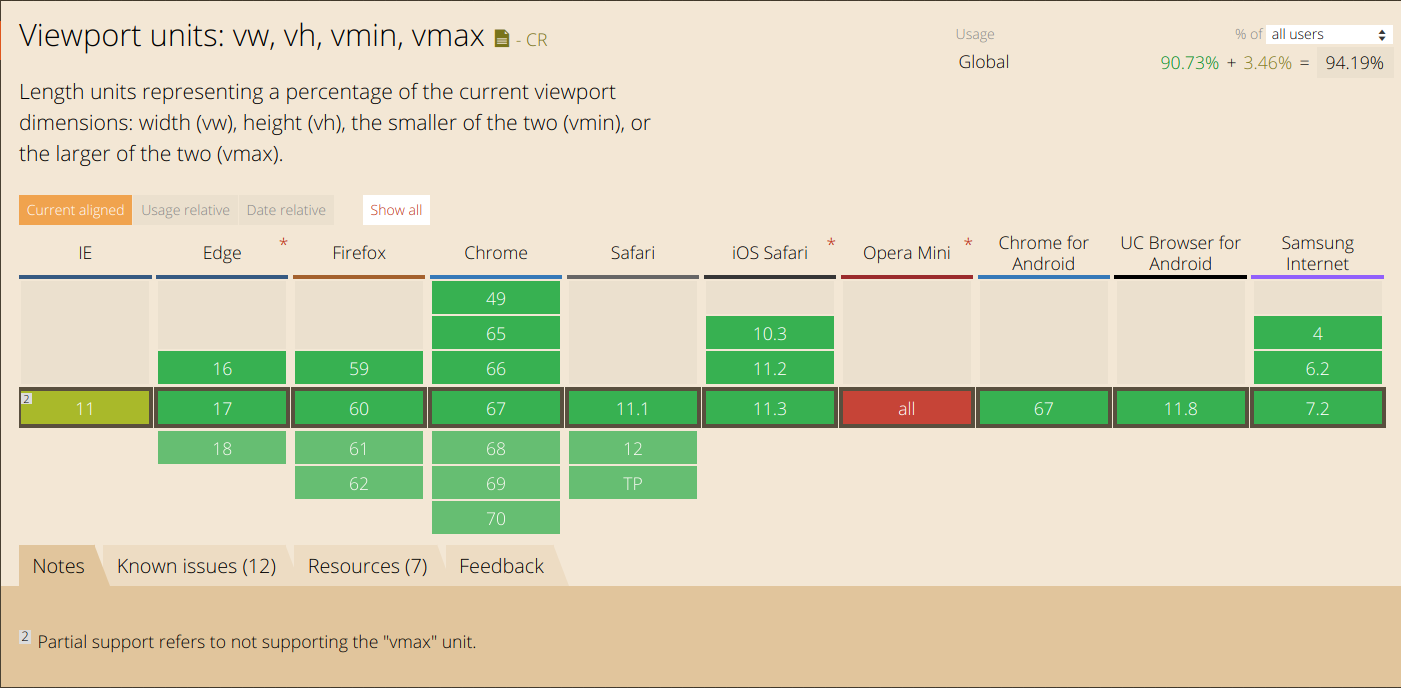 Viewport units: vw, vh, vmin, vmax - CR
Usage % of all users
Global 90.73% + 3.46% = 94.19%
Length units representing a percentage of the current viewport
dimensions: width (vw), height (vh), the smaller of the two (vmin), or
the larger of the two (vmax).
Current aligned Usage relative Date relative Show all
IE Edge * Firefox Chrome Safari iOS Safari * Opera Mini * Chrome for Android UC Browser for Android Samsung Internet
49
65 10.3 4
16 59 66 11.2 6.2
2 11 17 60 67 11.1 11.3 all 67 11.8 7.2
18 61 68 12
62 69 TP
70
Notes Known issues (12) Resources (7) Feedback
2 Partial support refers to not supporting the "vmax" unit.